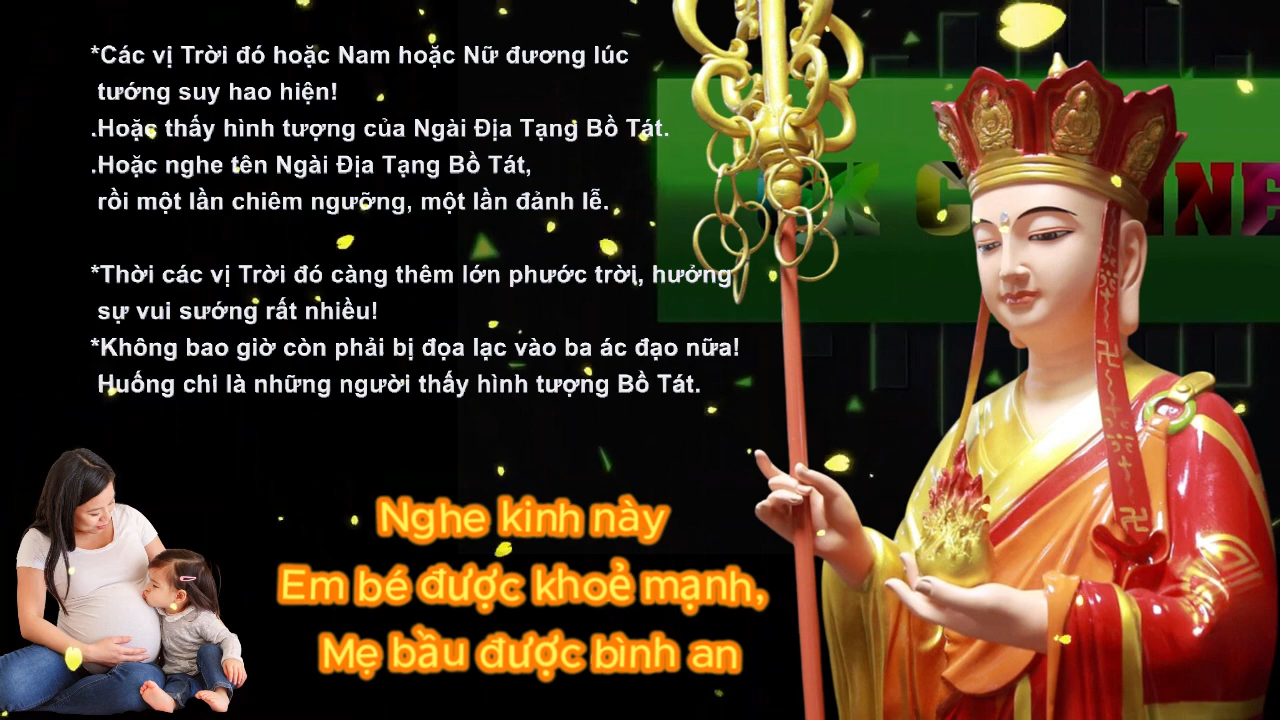 *Các vị Trời đó hoặc Nam hoặc Nữ đương lúc
tướng suy hao hiện!
.Hoặc thấy hình tượng của Ngài Địa Tạng Bồ Tát.
.Hoặc nghe tên Ngài Địa Tạng Bồ Tát,
rồi một lần chiêm ngưỡng, một lần đảnh lễ.
*Thời các vị Trời đó càng thêm lớn phước trời, hưởng
sự vui sướng rất nhiều!
*Không bao giờ còn phải bị đọa lạc vào ba ác đạo nữa!
Huống chi là những người thấy hình tượng Bồ Tát.
Nghe kinh này
Em bé được khoẻ mạnh,
Mẹ bầu được bình an